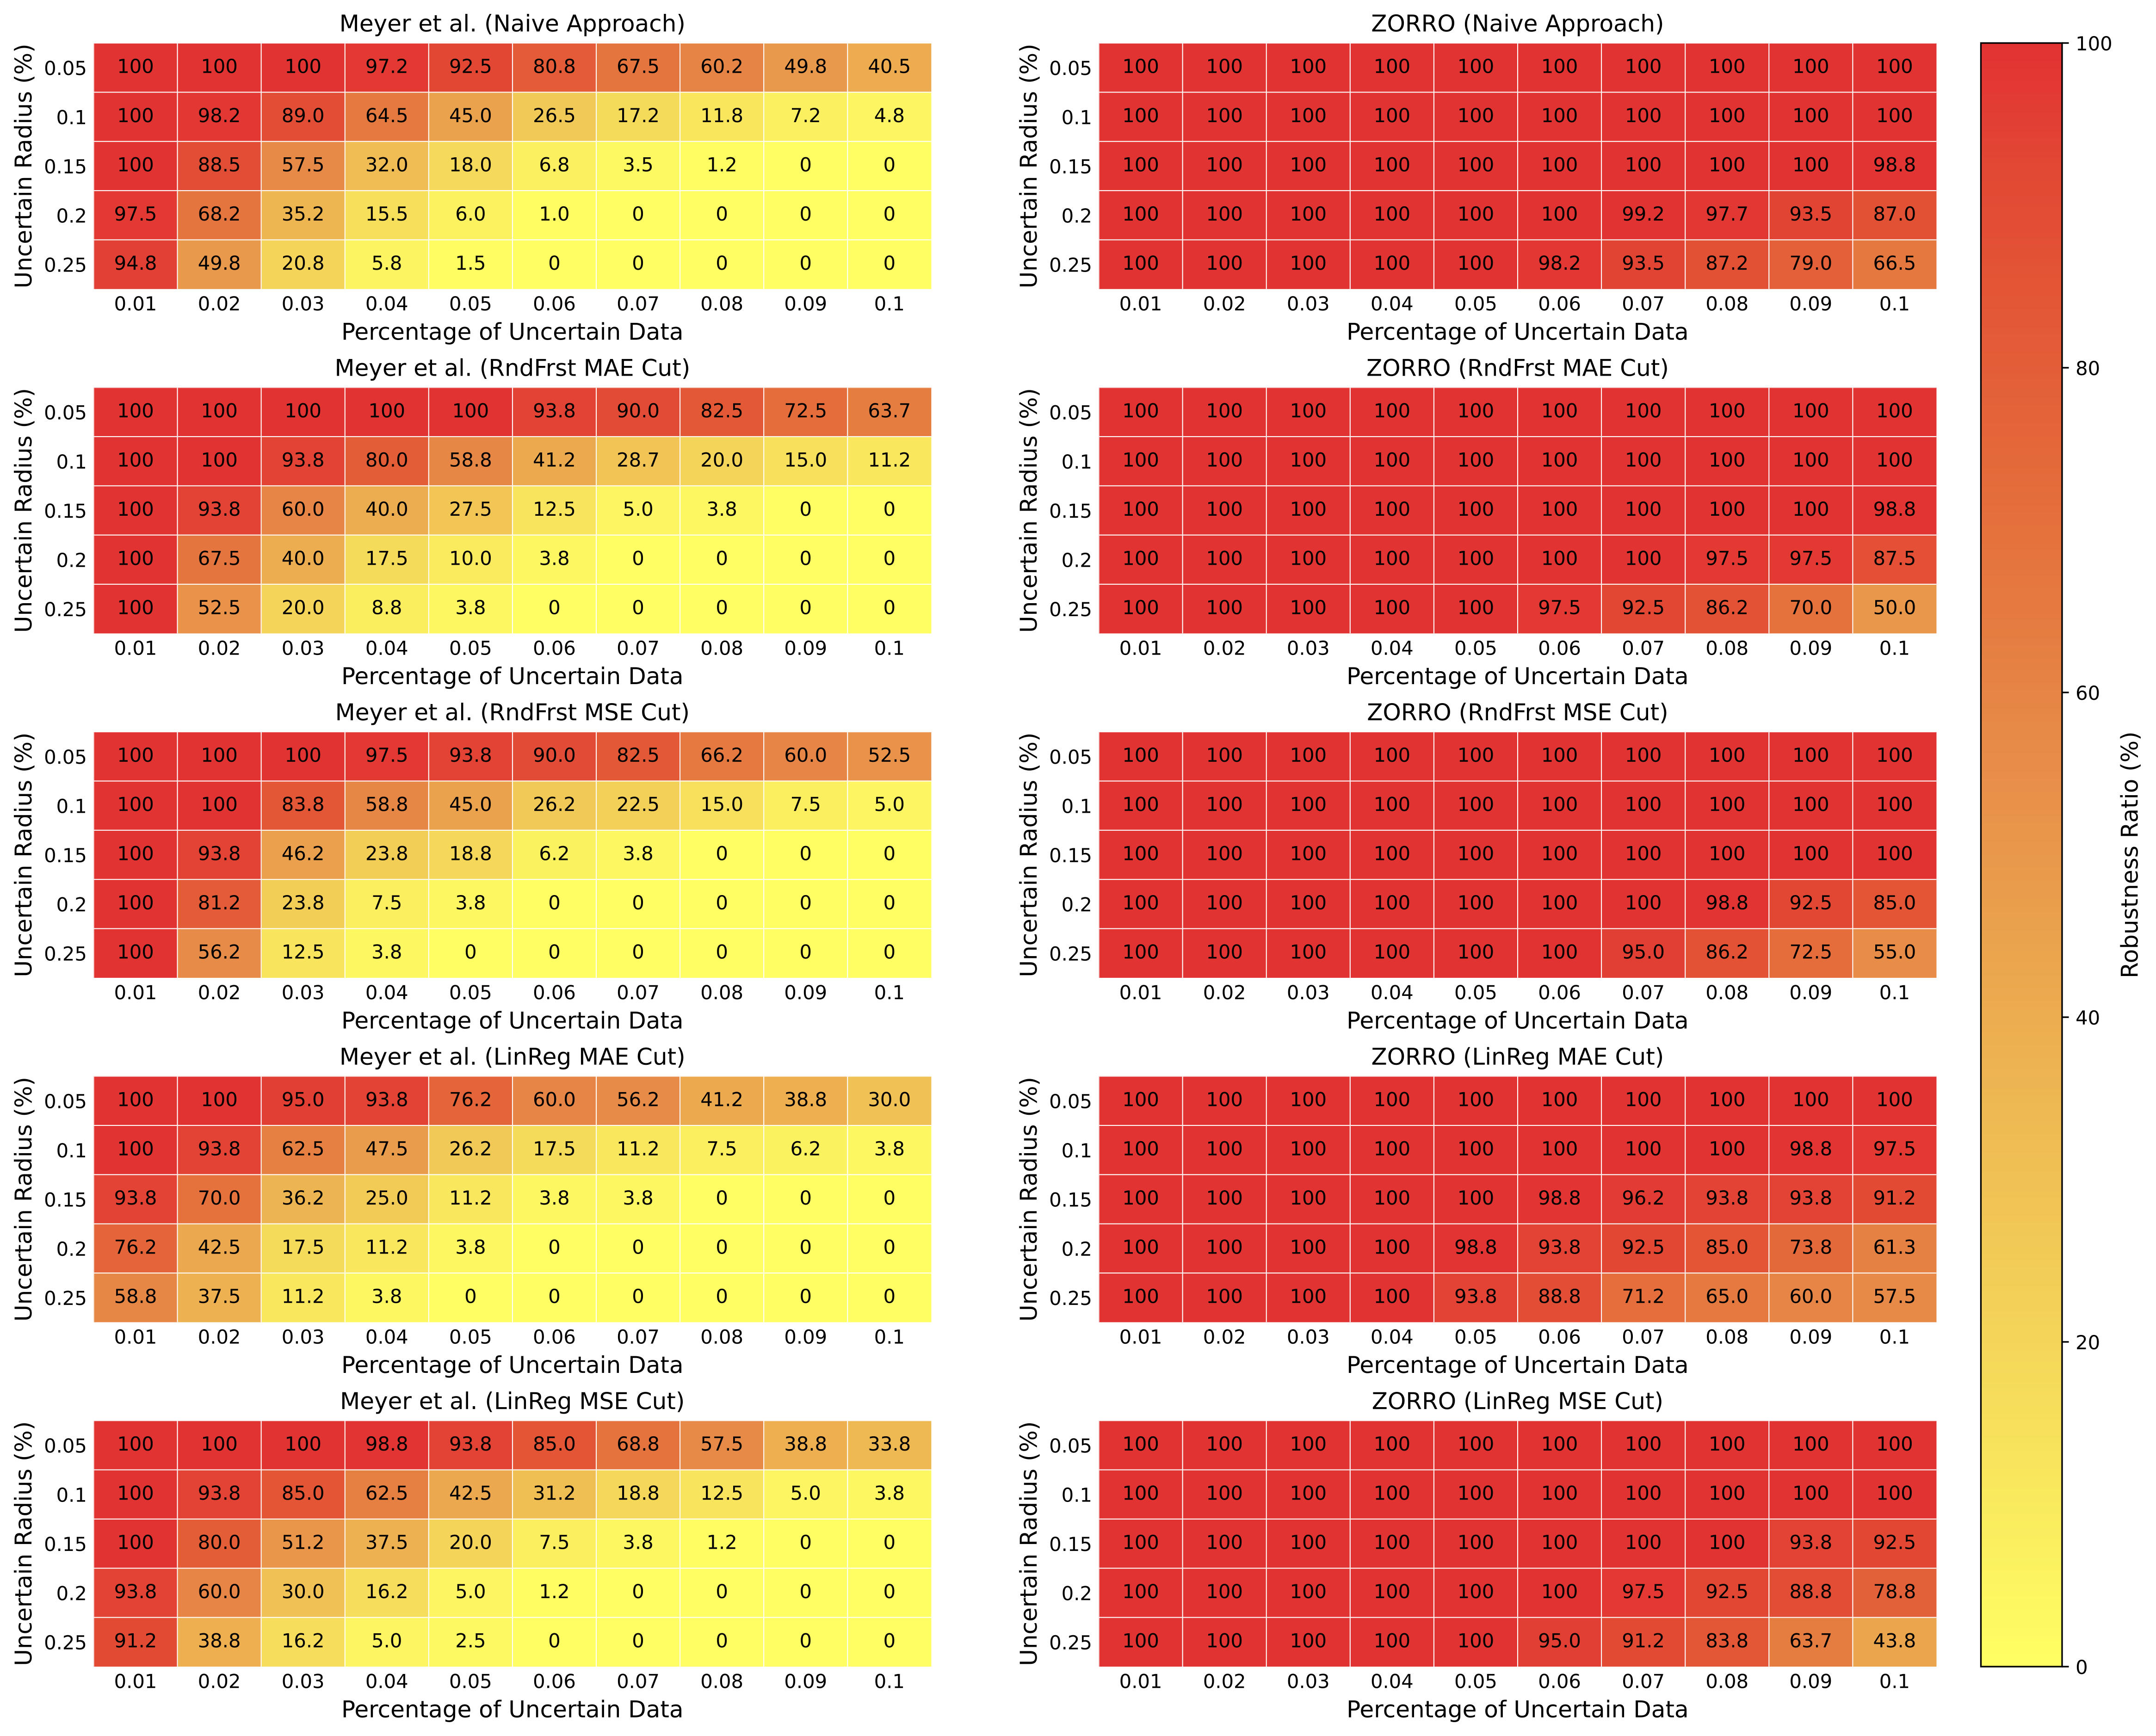 Meyer et al. (Naive Approach)
Uncertain Radius (%)
0.05 100 100 100 97.2 92.5 80.8 67.5 60.2 49.8 40.5
0.1 100 98.2 89.0 64.5 45.0 26.5 17.2 11.8 7.2 4.8
0.15 100 88.5 57.5 32.0 18.0 6.8 3.5 1.2 0 0
0.2 97.5 68.2 35.2 15.5 6.0 1.0 0 0 0 0
0.25 94.8 49.8 20.8 5.8 1.5 0 0 0 0 0
0.01 0.02 0.03 0.04 0.05 0.06 0.07 0.08 0.09 0.1
Percentage of Uncertain Data
ZORRO (Naive Approach)
Uncertain Radius (%)
0.05 100 100 100 100 100 100 100 100 100 100
0.1 100 100 100 100 100 100 100 100 100 100
0.15 100 100 100 100 100 100 100 100 100 98.8
0.2 100 100 100 100 100 100 99.2 97.7 93.5 87.0
0.25 100 100 100 100 100 98.2 93.5 87.2 79.0 66.5
0.01 0.02 0.03 0.04 0.05 0.06 0.07 0.08 0.09 0.1
Percentage of Uncertain Data
Meyer et al. (RndFrst MAE Cut)
Uncertain Radius (%)
0.05 100 100 100 100 100 93.8 90.0 82.5 72.5 63.7
0.1 100 100 93.8 80.0 58.8 41.2 28.7 20.0 15.0 11.2
0.15 100 93.8 60.0 40.0 27.5 12.5 5.0 3.8 0 0
0.2 100 67.5 40.0 17.5 10.0 3.8 0 0 0 0
0.25 100 52.5 20.0 8.8 3.8 0 0 0 0 0
0.01 0.02 0.03 0.04 0.05 0.06 0.07 0.08 0.09 0.1
Percentage of Uncertain Data
ZORRO (RndFrst MAE Cut)
Uncertain Radius (%)
0.05 100 100 100 100 100 100 100 100 100 100
0.1 100 100 100 100 100 100 100 100 100 100
0.15 100 100 100 100 100 100 100 100 100 98.8
0.2 100 100 100 100 100 100 100 97.5 97.5 87.5
0.25 100 100 100 100 100 97.5 92.5 86.2 70.0 50.0
0.01 0.02 0.03 0.04 0.05 0.06 0.07 0.08 0.09 0.1
Percentage of Uncertain Data
Meyer et al. (RndFrst MSE Cut)
Uncertain Radius (%)
0.05 100 100 100 97.5 93.8 90.0 82.5 66.2 60.0 52.5
0.1 100 100 83.8 58.8 45.0 26.2 22.5 15.0 7.5 5.0
0.15 100 93.8 46.2 23.8 18.8 6.2 3.8 0 0 0
0.2 100 81.2 23.8 7.5 3.8 0 0 0 0 0
0.25 100 56.2 12.5 3.8 0 0 0 0 0 0
0.01 0.02 0.03 0.04 0.05 0.06 0.07 0.08 0.09 0.1
Percentage of Uncertain Data
ZORRO (RndFrst MSE Cut)
Uncertain Radius (%)
0.05 100 100 100 100 100 100 100 100 100 100
0.1 100 100 100 100 100 100 100 100 100 100
0.15 100 100 100 100 100 100 100 100 100 100
0.2 100 100 100 100 100 100 100 98.8 92.5 85.0
0.25 100 100 100 100 100 100 95.0 86.2 72.5 55.0
0.01 0.02 0.03 0.04 0.05 0.06 0.07 0.08 0.09 0.1
Percentage of Uncertain Data
Meyer et al. (LinReg MAE Cut)
Uncertain Radius (%)
0.05 100 100 95.0 93.8 76.2 60.0 56.2 41.2 38.8 30.0
0.1 100 93.8 62.5 47.5 26.2 17.5 11.2 7.5 6.2 3.8
0.15 93.8 70.0 36.2 25.0 11.2 3.8 3.8 0 0 0
0.2 76.2 42.5 17.5 11.2 3.8 0 0 0 0 0
0.25 58.8 37.5 11.2 3.8 0 0 0 0 0 0
0.01 0.02 0.03 0.04 0.05 0.06 0.07 0.08 0.09 0.1
Percentage of Uncertain Data
ZORRO (LinReg MAE Cut)
Uncertain Radius (%)
0.05 100 100 100 100 100 100 100 100 100 100
0.1 100 100 100 100 100 100 100 100 98.8 97.5
0.15 100 100 100 100 100 98.8 96.2 93.8 93.8 91.2
0.2 100 100 100 100 98.8 93.8 92.5 85.0 73.8 61.3
0.25 100 100 100 100 93.8 88.8 71.2 65.0 60.0 57.5
0.01 0.02 0.03 0.04 0.05 0.06 0.07 0.08 0.09 0.1
Percentage of Uncertain Data
Meyer et al. (LinReg MSE Cut)
Uncertain Radius (%)
0.05 100 100 100 98.8 93.8 85.0 68.8 57.5 38.8 33.8
0.1 100 93.8 85.0 62.5 42.5 31.2 18.8 12.5 5.0 3.8
0.15 100 80.0 51.2 37.5 20.0 7.5 3.8 1.2 0 0
0.2 93.8 60.0 30.0 16.2 5.0 1.2 0 0 0 0
0.25 91.2 38.8 16.2 5.0 2.5 0 0 0 0 0
0.01 0.02 0.03 0.04 0.05 0.06 0.07 0.08 0.09 0.1
Percentage of Uncertain Data
ZORRO (LinReg MSE Cut)
Uncertain Radius (%)
0.05 100 100 100 100 100 100 100 100 100 100
0.1 100 100 100 100 100 100 100 100 100 100
0.15 100 100 100 100 100 100 100 100 93.8 92.5
0.2 100 100 100 100 100 100 97.5 92.5 88.8 78.8
0.25 100 100 100 100 100 95.0 91.2 83.8 63.7 43.8
0.01 0.02 0.03 0.04 0.05 0.06 0.07 0.08 0.09 0.1
Percentage of Uncertain Data
100
80
60
40
20
0
Robustness Ratio (%)